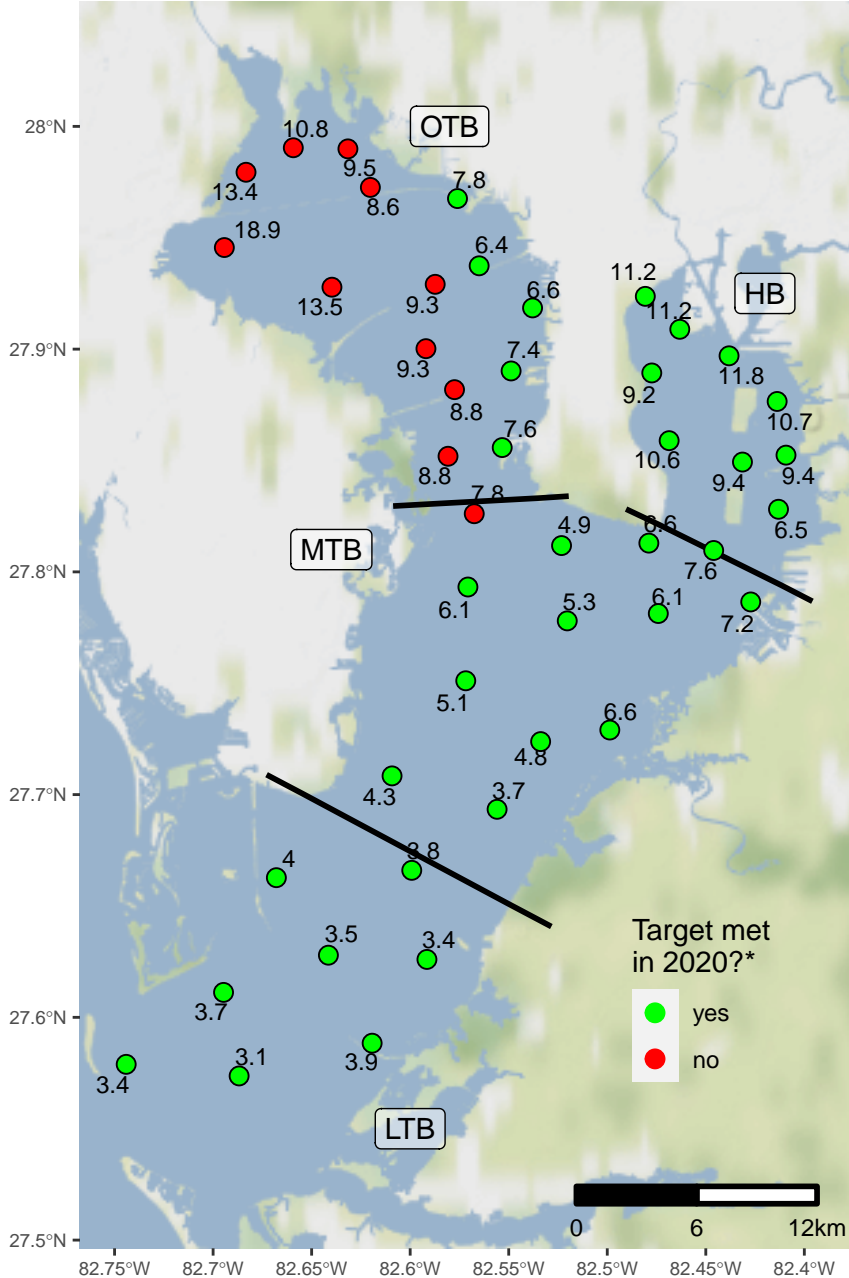 28°N
10.8
OTB
9.5
7.8
13.4
8.6
18.9
6.4
11.2
HB
13.5
9.3
6.6
11.2
27.9°N
9.3
7.4
11.8
9.2
8.8
10.7
7.6
10.6
8.8
9.4
9.4
7.8
6.5
4.9
6.6
MTB
7.6
27.8°N
6.1
5.3
6.1
7.2
5.1
6.6
4.8
27.7°N
4.3
3.7
3.8
4
Target met
in 2020?*
3.5
3.4
yes
3.7
27.6°N
no
3.9
3.1
3.4
LTB
0 6 12km
27.5°N
82.75°W 82.7°W 82.65°W 82.6°W 82.55°W 82.5°W 82.45°W 82.4°W